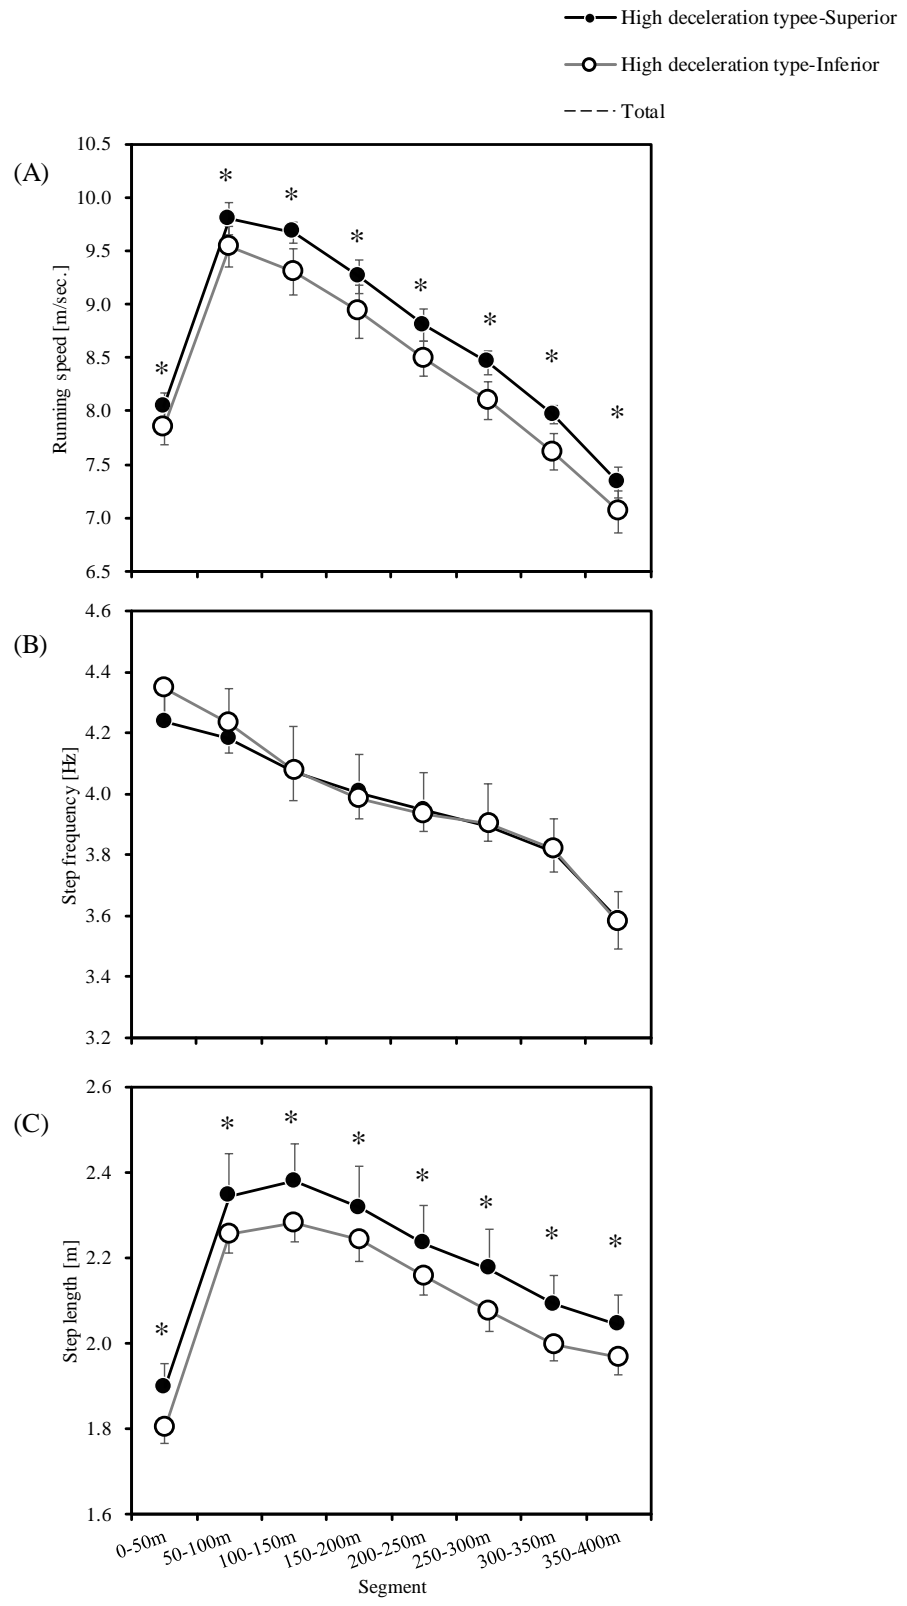 High deceleration typee-Superior
High deceleration type-Inferior
Total
(A)
Running speed [m/sec.]
10.5
10.0
9.5
9.0
8.5
8.0
7.5
7.0
6.5
* * * * * * * *
(B)
Step frequency [Hz]
4.6
4.4
4.2
4.0
3.8
3.6
3.4
3.2
(C)
Step length [m]
2.6
2.4
2.2
2.0
1.8
1.6
* * * * * * * *
0-50m 50-100m 100-150m 150-200m 200-250m 250-300m 300-350m 350-400m
Segment